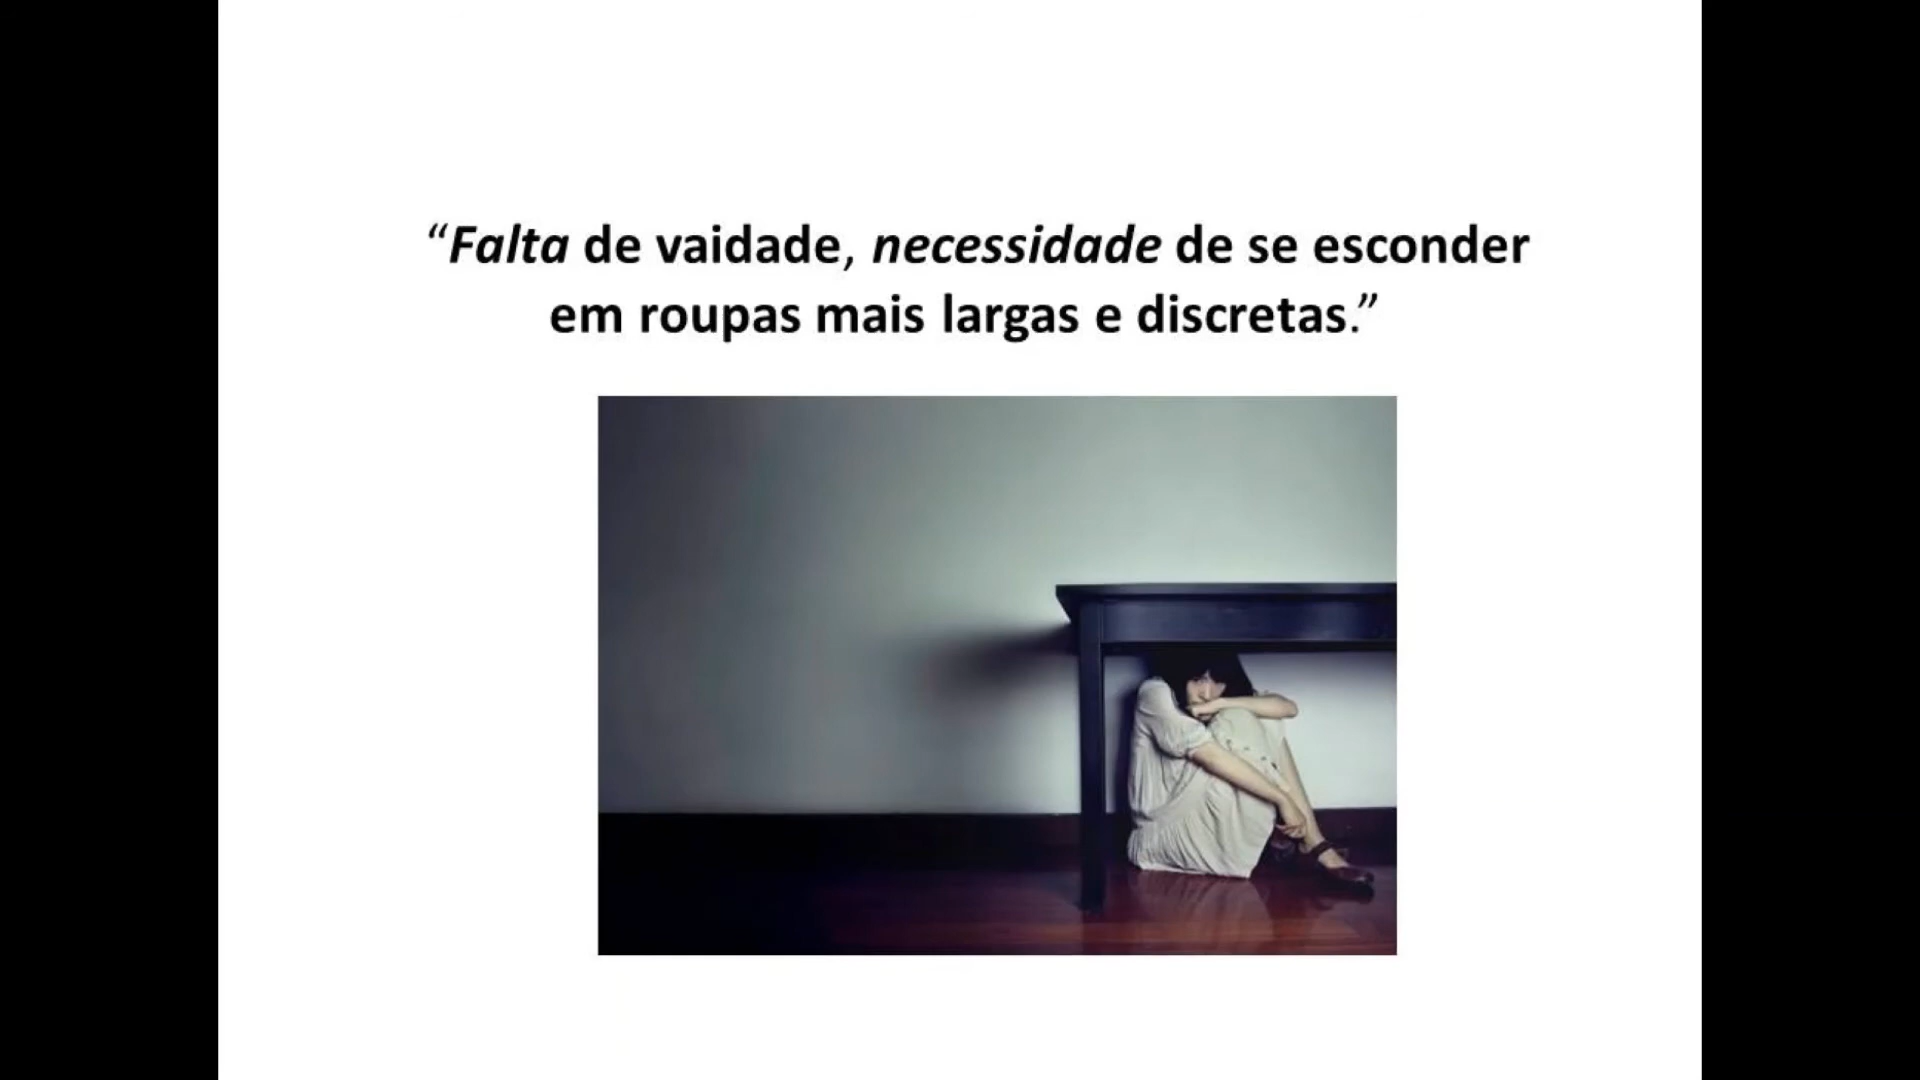 “Falta de vaidade, necessidade de se esconder
em roupas mais largas e discretas.”